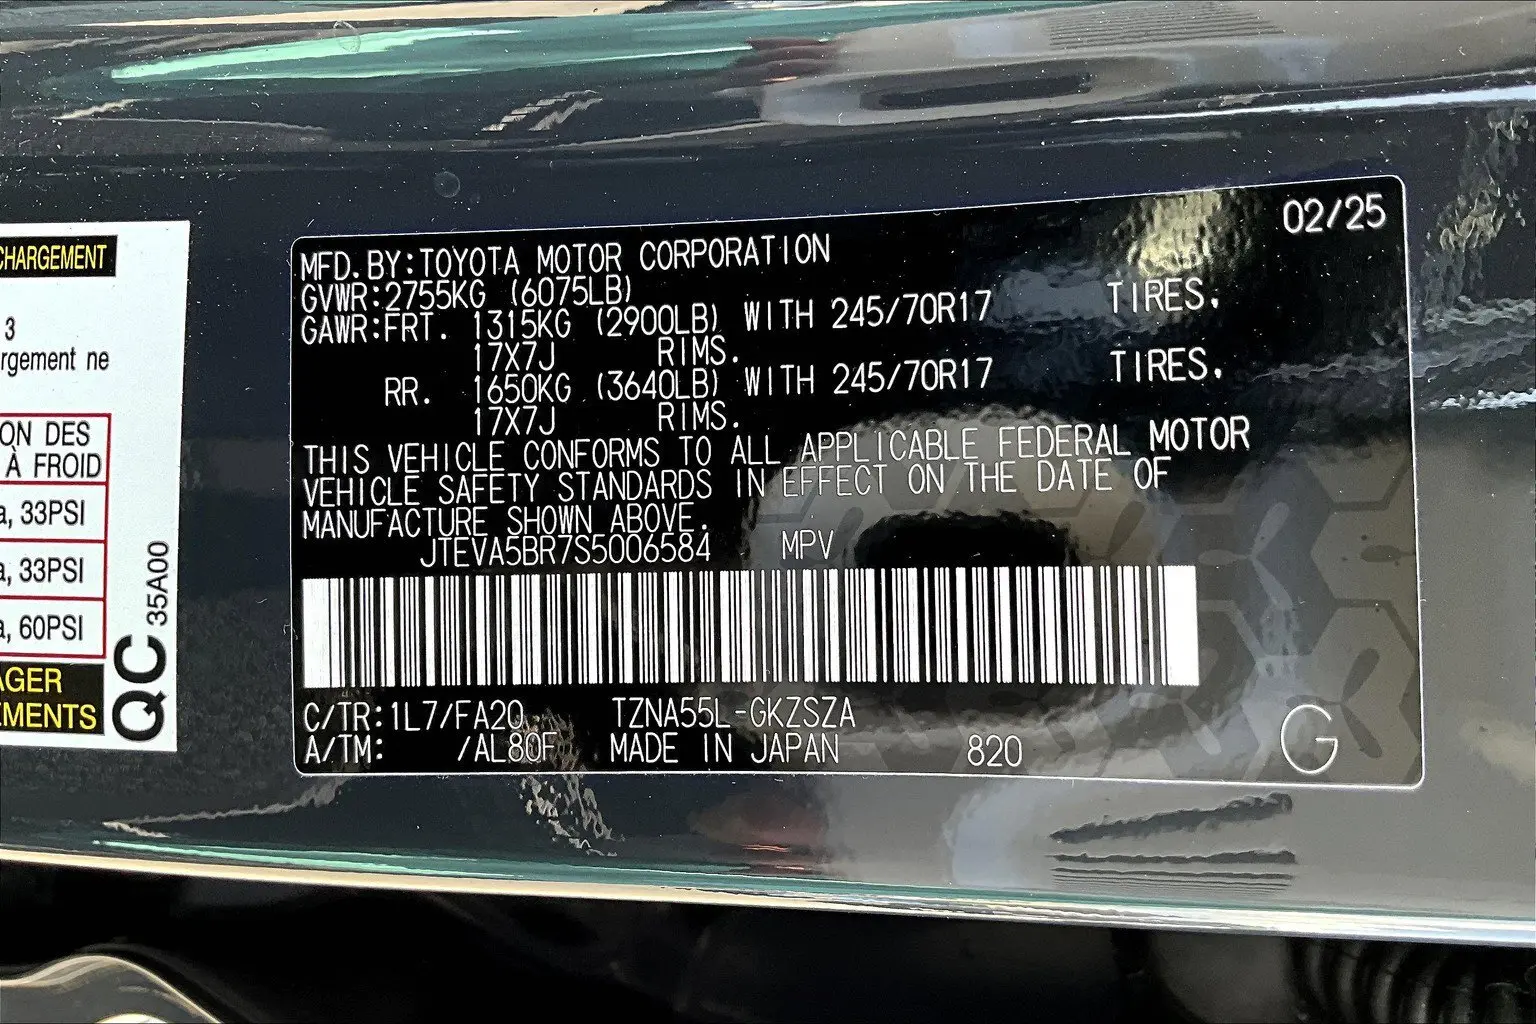 CHARGEMENT
3
rgement ne
ON DES
À FROID
a, 33PSI
a, 33PSI
a, 60PSI
AGER
EMENTS
QC 35A00
02/25
MFD.BY:TOYOTA MOTOR CORPORATION
GVWR:2755KG (6075LB)
GAWR:FRT. 1315KG (2900LB) WITH 245/70R17 TIRES.
17X7J RIMS.
RR. 1650KG (3640LB) WITH 245/70R17 TIRES.
17X7J RIMS.
THIS VEHICLE CONFORMS TO ALL APPLICABLE FEDERAL MOTOR
VEHICLE SAFETY STANDARDS IN EFFECT ON THE DATE OF
MANUFACTURE SHOWN ABOVE.
JTEVA5BR7S5006584 MPV
C/TR:1L7/FA20 TZNA55L-GKZSZA
A/TM: /AL80F MADE IN JAPAN 820 G